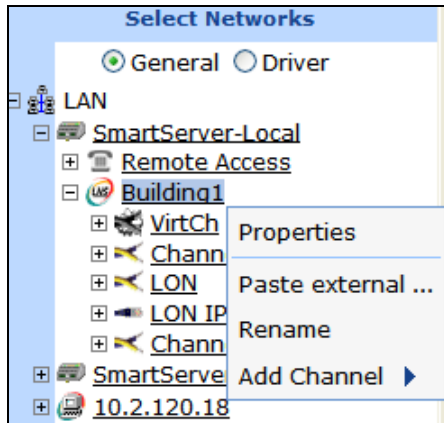 Select Networks
General Driver
LAN
SmartServer-Local
Remote Access
LNS Building1
VirtCh
Properties
Chann
LON
Paste external ...
LON IP
Rename
Chann
SmartServe
Add Channel
10.2.120.18